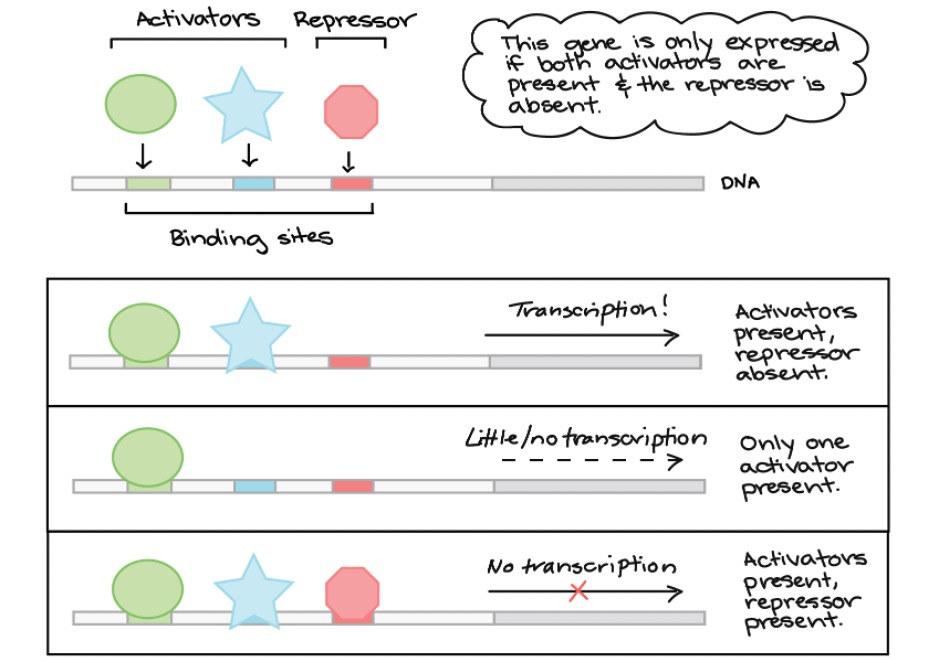 Activators
Repressor
This gene is only expressed
if both activators are
present & the repressor is
absent.
DNA
Binding sites
Transcription!
Activators
present,
repressor
absent.
Little/no transcription
Only one
activator
present.
No transcription
Activators
present,
repressor
present.